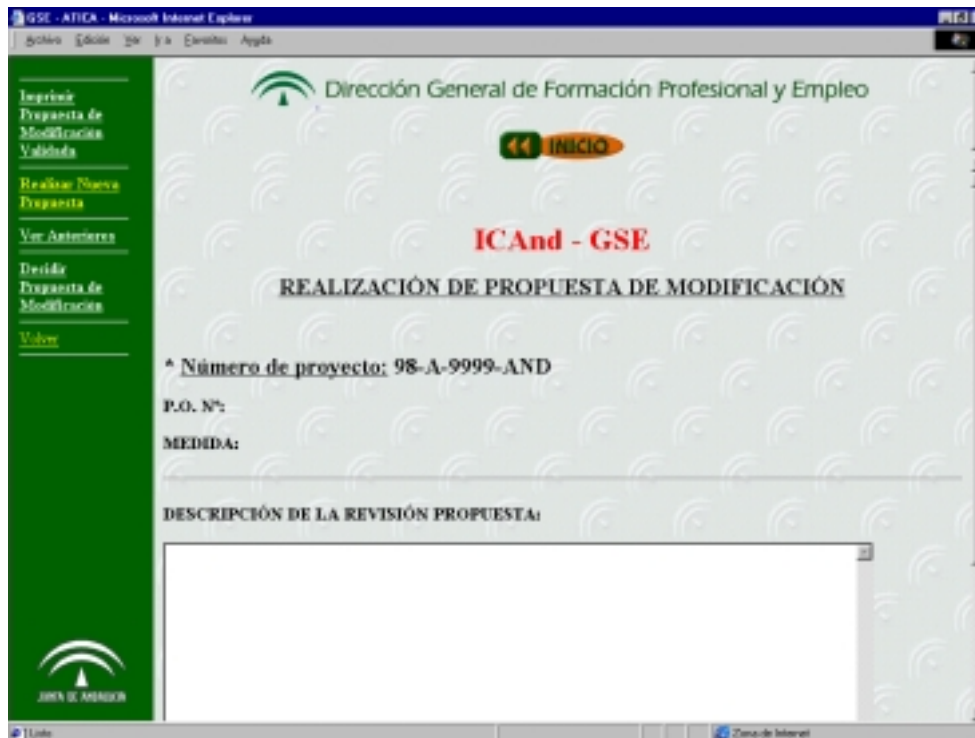 GSE - ATICA - Microsoft Internet Explorer
Archivo Edición Ver Ir a Favoritos Ayuda
Imprimir
Propuesta de
Modificación
Validada
Realizar Nueva
Propuesta
Ver Anteriores
Decidir
Propuesta de
Modificación
Volver
JUNTA DE ANDALUCIA
Dirección General de Formación Profesional y Empleo
INICIO
ICAnd - GSE
REALIZACIÓN DE PROPUESTA DE MODIFICACIÓN
* Número de proyecto: 98-A-9999-AND
P.O. Nº:
MEDIDA:
DESCRIPCIÓN DE LA REVISIÓN PROPUESTA:
Listo
Zona de Internet